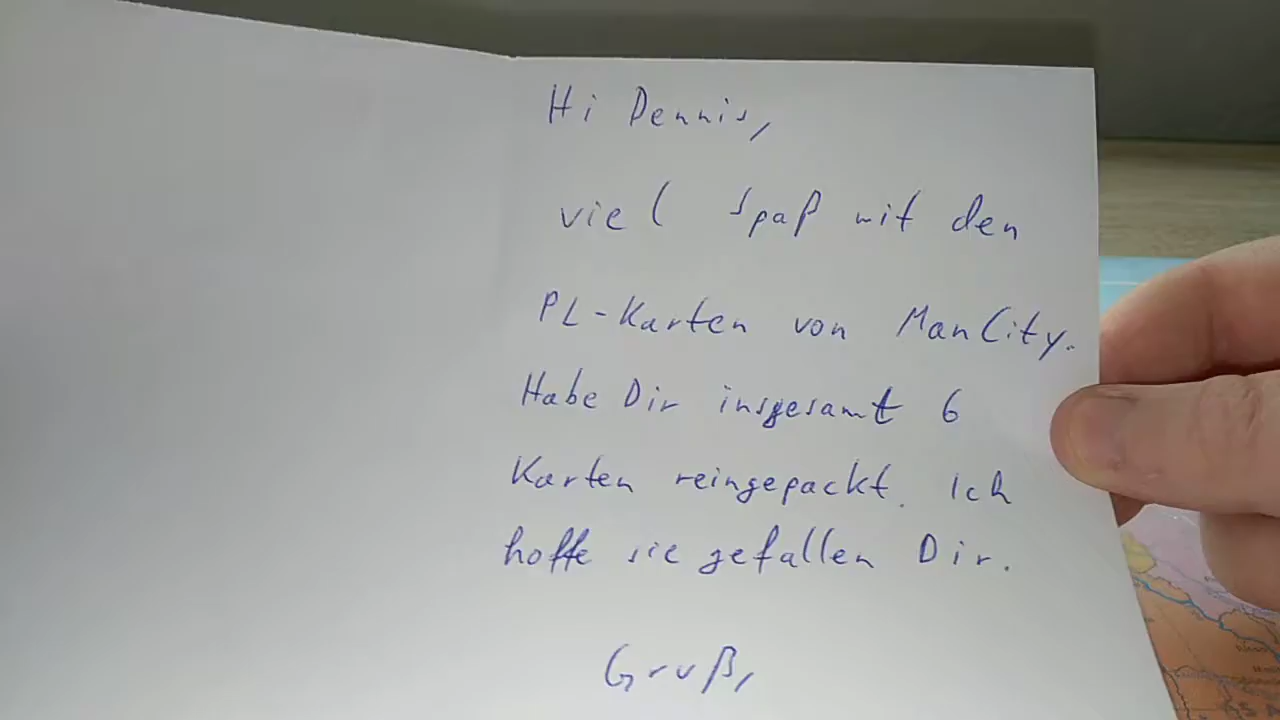 Hi Dennis,
viel Spaß mit den
PL-Karten von ManCity.
Habe Dir insgesamt 6
Karten reingepackt. Ich
hoffe sie gefallen Dir.
Gruß,